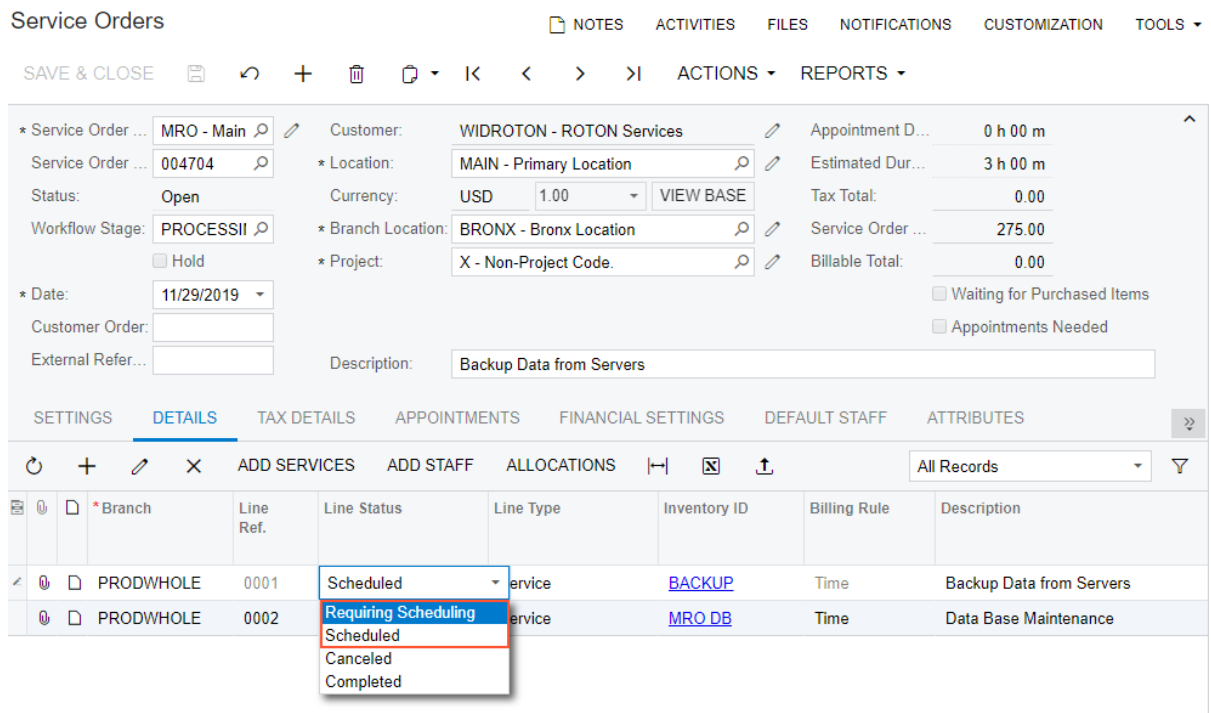 Service Orders
NOTES ACTIVITIES FILES NOTIFICATIONS CUSTOMIZATION TOOLS
SAVE & CLOSE ACTIONS REPORTS
* Service Order ... MRO - Main Customer: WIDROTON - ROTON Services Appointment D... 0 h 00 m
Service Order ... 004704 * Location: MAIN - Primary Location Estimated Dur... 3 h 00 m
Status: Open Currency: USD 1.00 VIEW BASE Tax Total: 0.00
Workflow Stage: PROCESSII * Branch Location: BRONX - Bronx Location Service Order ... 275.00
Hold * Project: X - Non-Project Code. Billable Total: 0.00
* Date: 11/29/2019 Waiting for Purchased Items
Customer Order: Appointments Needed
External Refer... Description: Backup Data from Servers
SETTINGS DETAILS TAX DETAILS APPOINTMENTS FINANCIAL SETTINGS DEFAULT STAFF ATTRIBUTES
ADD SERVICES ADD STAFF ALLOCATIONS All Records
* Branch Line Ref. Line Status Line Type Inventory ID Billing Rule Description
PRODWHOLE 0001 Scheduled ervice BACKUP Time Backup Data from Servers
PRODWHOLE 0002 Requiring Scheduling ervice MRO DB Time Data Base Maintenance
Scheduled
Canceled
Completed